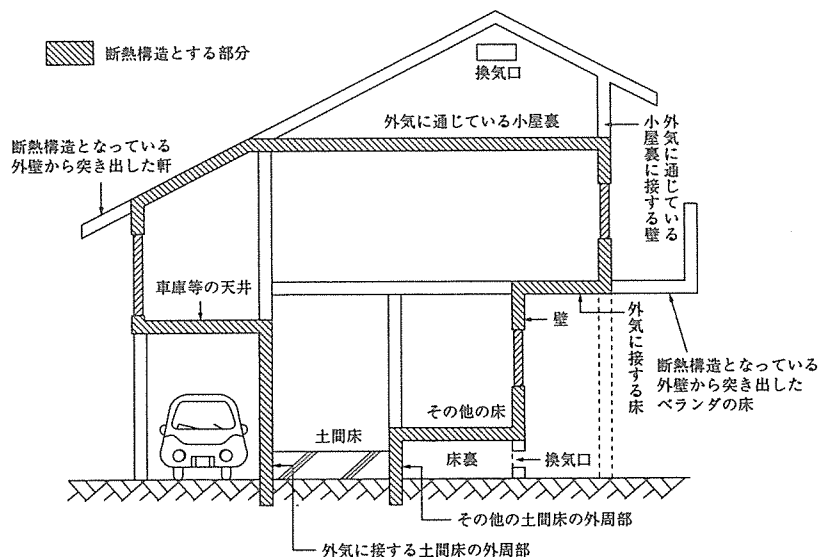 断熱構造とする部分
換気口
外気に通じている小屋裏
外気に通じている
小屋裏に接する壁
断熱構造となっている
外壁から突き出した軒
車庫等の天井
壁
外気に接する床
断熱構造となっている
外壁から突き出した
ベランダの床
その他の床
土間床
床裏
換気口
その他の土間床の外周部
外気に接する土間床の外周部